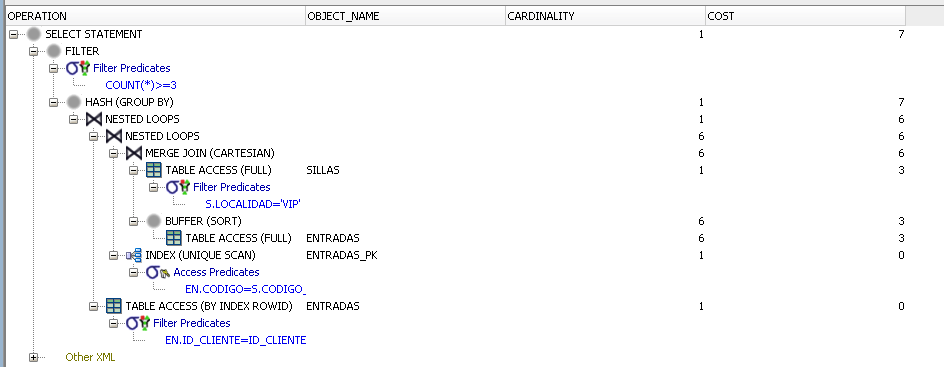 OPERATION OBJECT_NAME CARDINALITY COST
SELECT STATEMENT 1 7
FILTER
Filter Predicates
COUNT(*)>=3
HASH (GROUP BY) 1 7
NESTED LOOPS 1 6
NESTED LOOPS 6 6
MERGE JOIN (CARTESIAN) 6 6
TABLE ACCESS (FULL) SILLAS 1 3
Filter Predicates
S.LOCALIDAD='VIP'
BUFFER (SORT) 6 3
TABLE ACCESS (FULL) ENTRADAS 6 3
INDEX (UNIQUE SCAN) ENTRADAS_PK 1 0
Access Predicates
EN.CODIGO=S.CODIGO_
TABLE ACCESS (BY INDEX ROWID) ENTRADAS 1 0
Filter Predicates
EN.ID_CLIENTE=ID_CLIENTE
Other XML